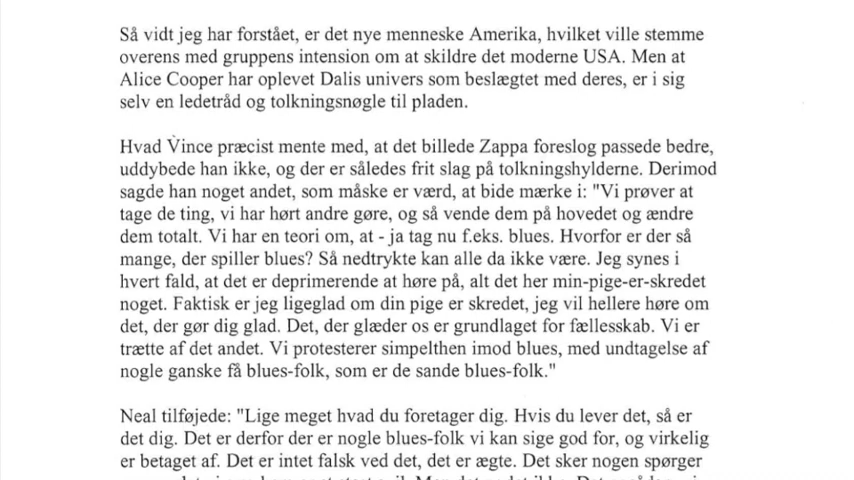 Så vidt jeg har forstået, er det nye menneske Amerika, hvilket ville stemme
overens med gruppens intension om at skildre det moderne USA. Men at
Alice Cooper har oplevet Dalis univers som beslægtet med deres, er i sig
selv en ledetråd og tolkningsnøgle til pladen.
Hvad Vince præcist mente med, at det billede Zappa foreslog passede bedre,
uddybede han ikke, og der er således frit slag på tolkningshylderne. Derimod
sagde han noget andet, som måske er værd, at bide mærke i: "Vi prøver at
tage de ting, vi har hørt andre gøre, og så vende dem på hovedet og ændre
dem totalt. Vi har en teori om, at - ja tag nu f.eks. blues. Hvorfor er der så
mange, der spiller blues? Så nedtrykte kan alle da ikke være. Jeg synes i
hvert fald, at det er deprimerende at høre på, alt det her min-pige-er-skredet
noget. Faktisk er jeg ligeglad om din pige er skredet, jeg vil hellere høre om
det, der gør dig glad. Det, der glæder os er grundlaget for fællesskab. Vi er
trætte af det andet. Vi protesterer simpelthen imod blues, med undtagelse af
nogle ganske få blues-folk, som er de sande blues-folk."
Neal tilføjede: "Lige meget hvad du foretager dig. Hvis du lever det, så er
det dig. Det er derfor der er nogle blues-folk vi kan sige god for, og virkelig
er betaget af. Det er intet falsk ved det, det er ægte. Det sker nogen spørger